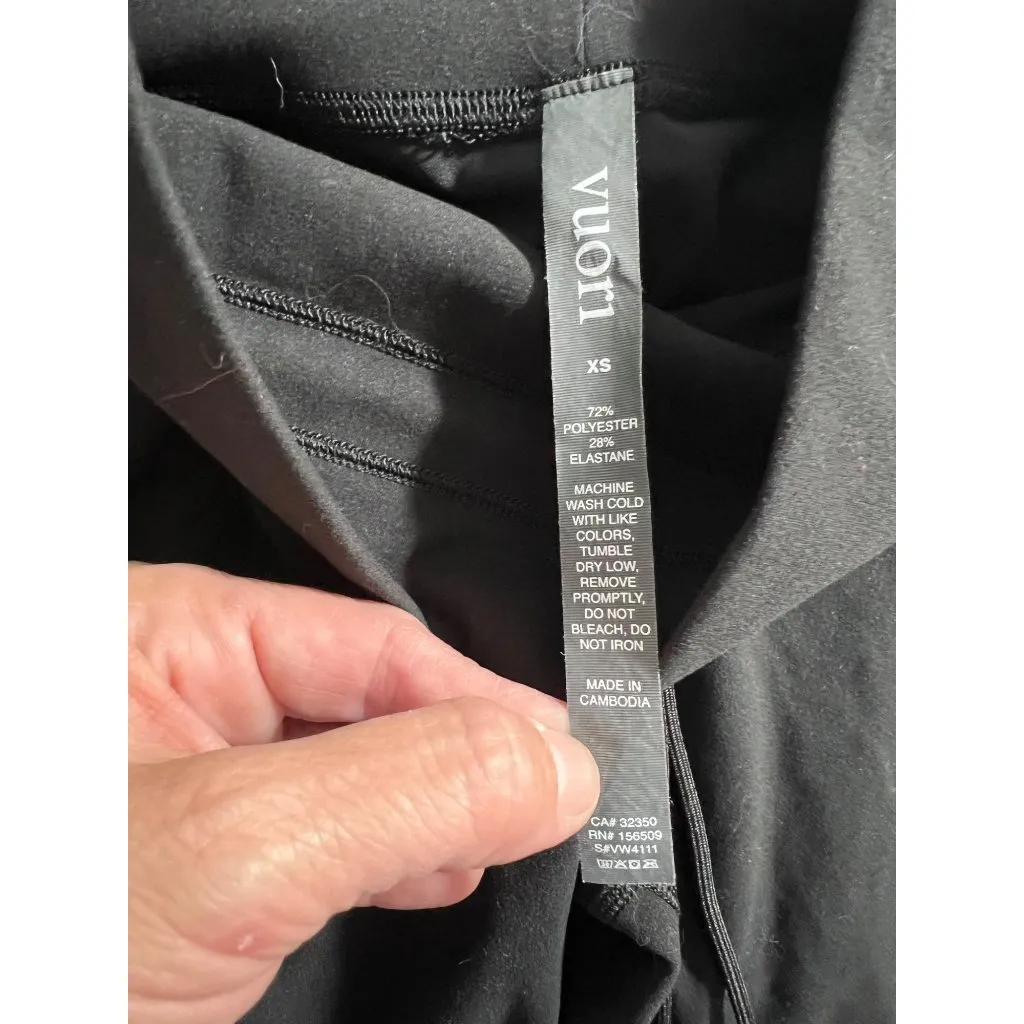 vuori
XS
72%
POLYESTER
28%
ELASTANE
MACHINE
WASH COLD
WITH LIKE
COLORS,
TUMBLE
DRY LOW,
REMOVE
PROMPTLY,
DO NOT
BLEACH, DO
NOT IRON
MADE IN
CAMBODIA
CA# 32350
RN# 156509
S#VW4111